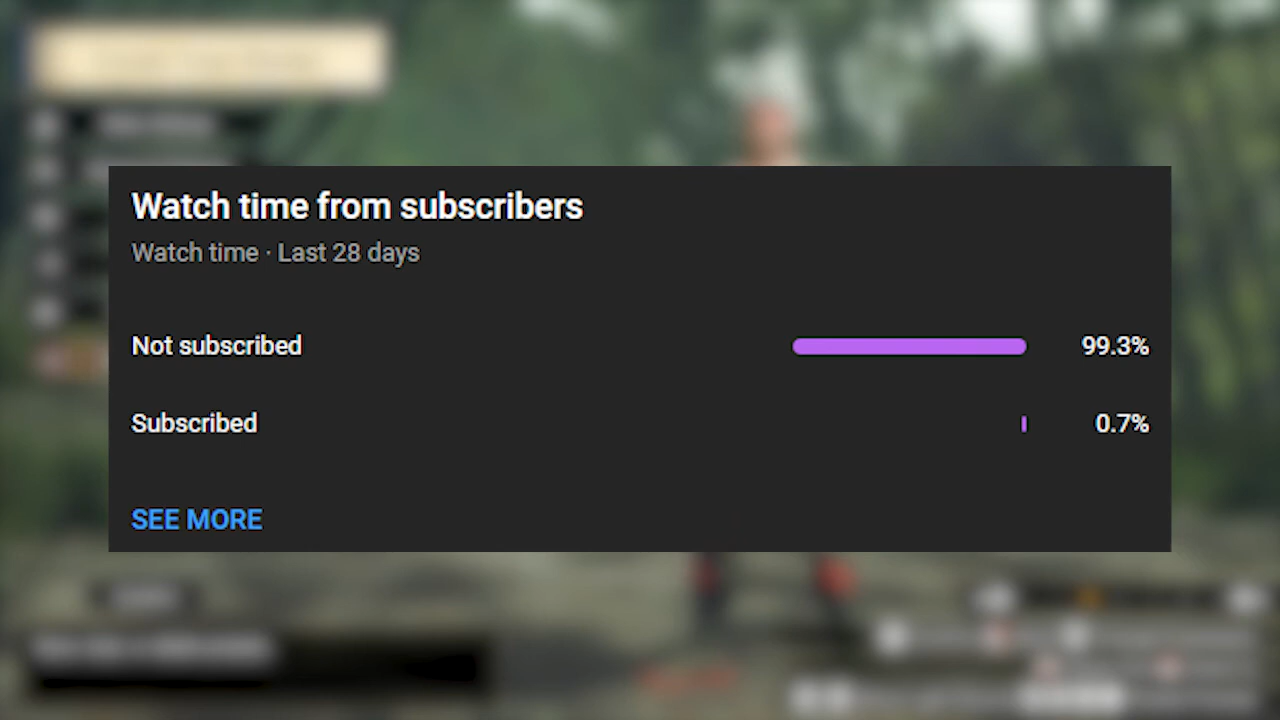 Watch time from subscribers
Watch time · Last 28 days
Not subscribed 99.3%
Subscribed 0.7%
SEE MORE